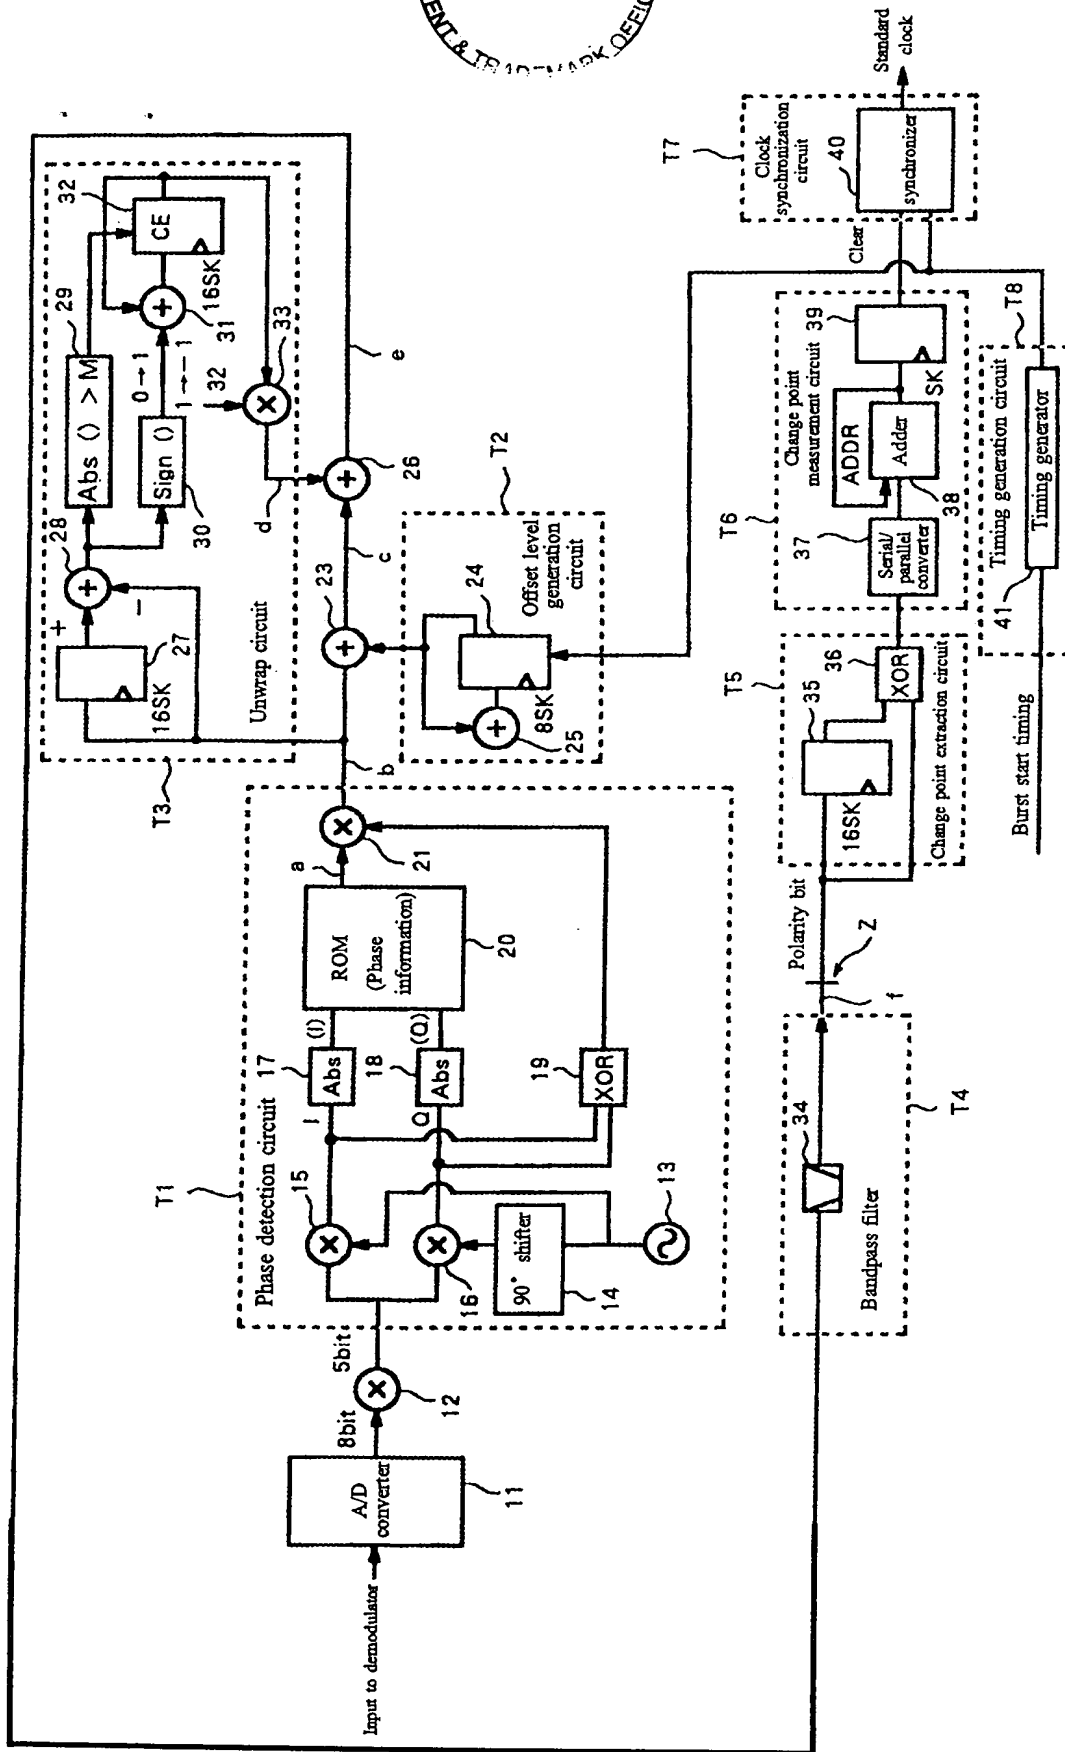 ENT & TRADEMARK OFFIC
Input to demodulator
A/D
converter
11
8bit
12
5bit
T1
Phase detection circuit
15
16
90° shifter
14
13
I
Q
17
Abs
(I)
18
Abs
(Q)
19
XOR
ROM
(Phase
information)
20
a
21
b
T3
Unwrap circuit
16SK
27
+
−
28
Abs () > M
29
Sign ()
30
0→1
1→−1
31
16SK
CE
32
32
33
d
23
c
26
e
T2
Offset level
generation
circuit
24
8SK
25
T4
Bandpass filter
34
f
Z
Polarity bit
T5
Change point extraction circuit
16SK
35
XOR
36
T6
Change point
measurement circuit
37
Serial/
parallel
converter
ADDR
Adder
38
SK
39
T7
Clock
synchronization
circuit
Clear
40
synchronizer
Standard
clock
Burst start timing
T8
Timing generation circuit
Timing generator
41